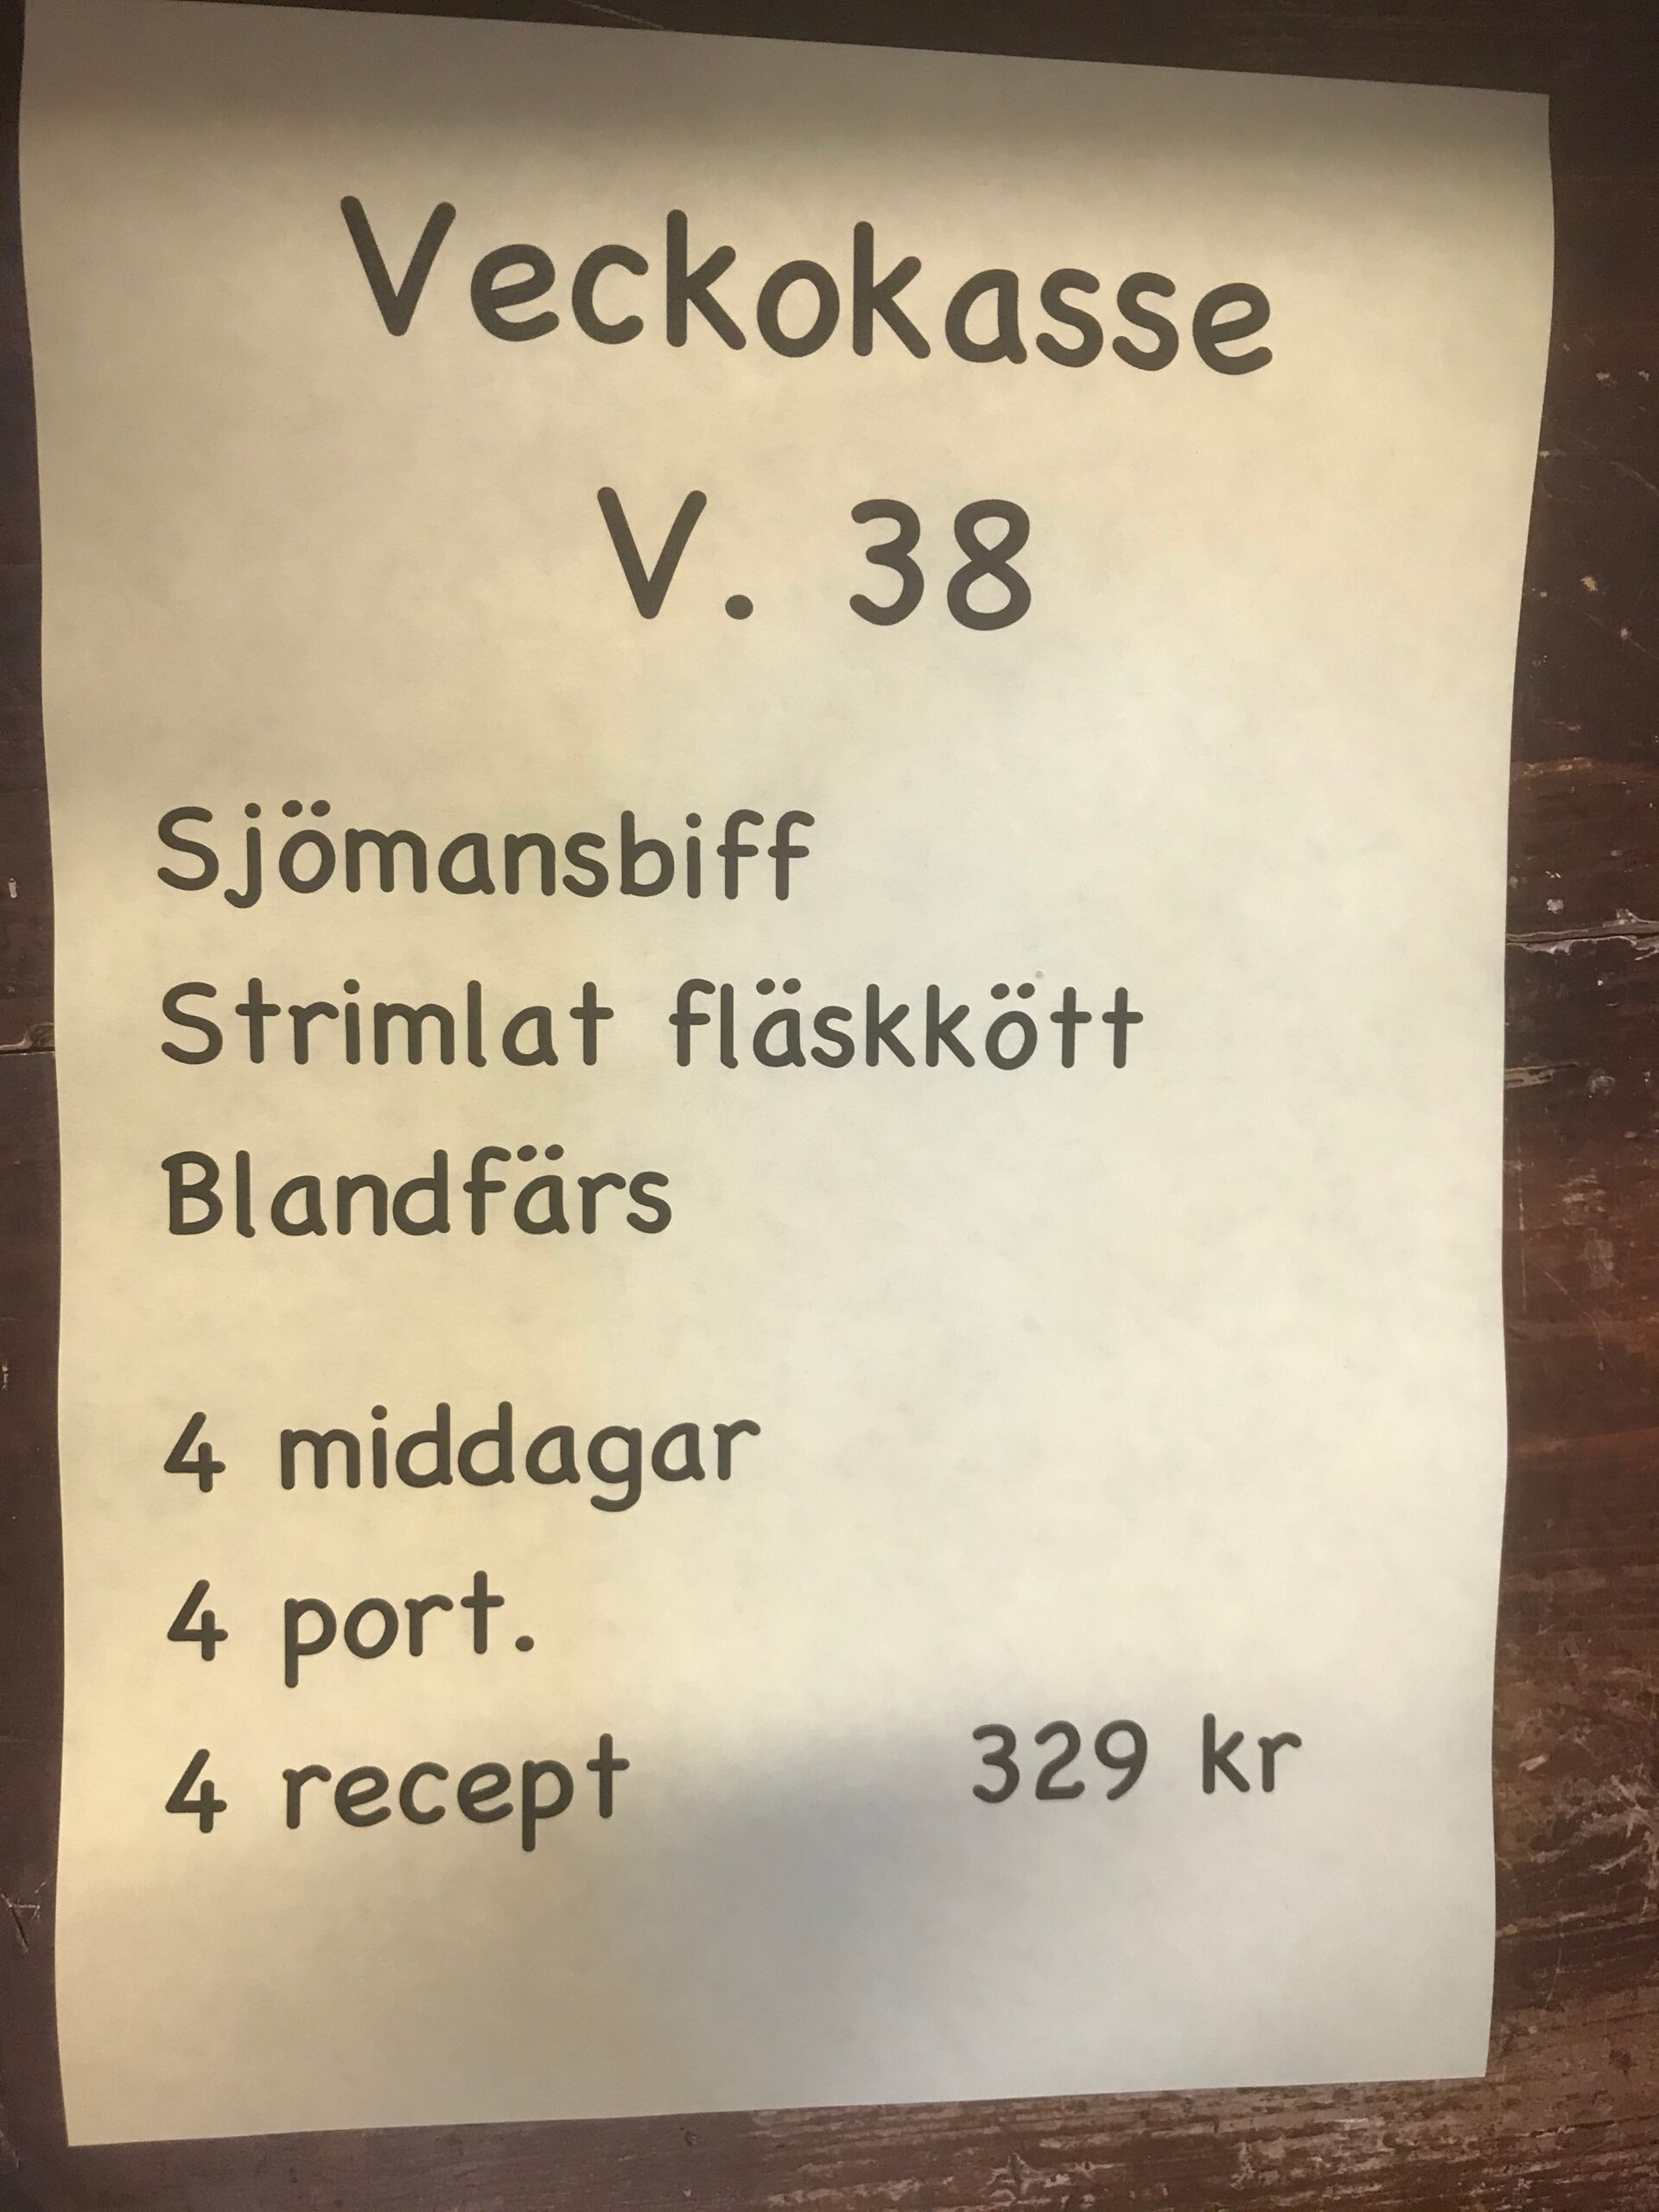 Veckokasse
V. 38
Sjömansbiff
Strimlat fläskkött
Blandfärs
4 middagar
4 port.
4 recept 329 kr